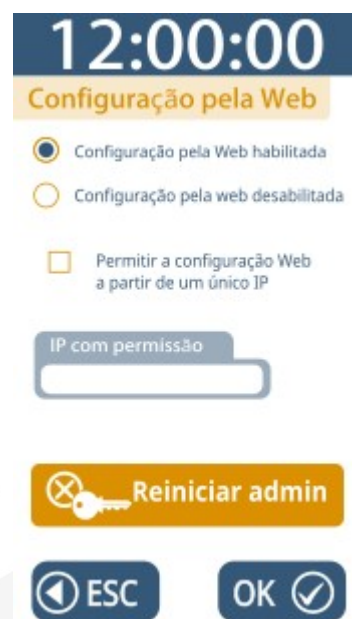 12:00:00
Configuração pela Web
Configuração pela Web habilitada
Configuração pela web desabilitada
Permitir a configuração Web
a partir de um único IP
IP com permissão
Reiniciar admin
ESC
OK